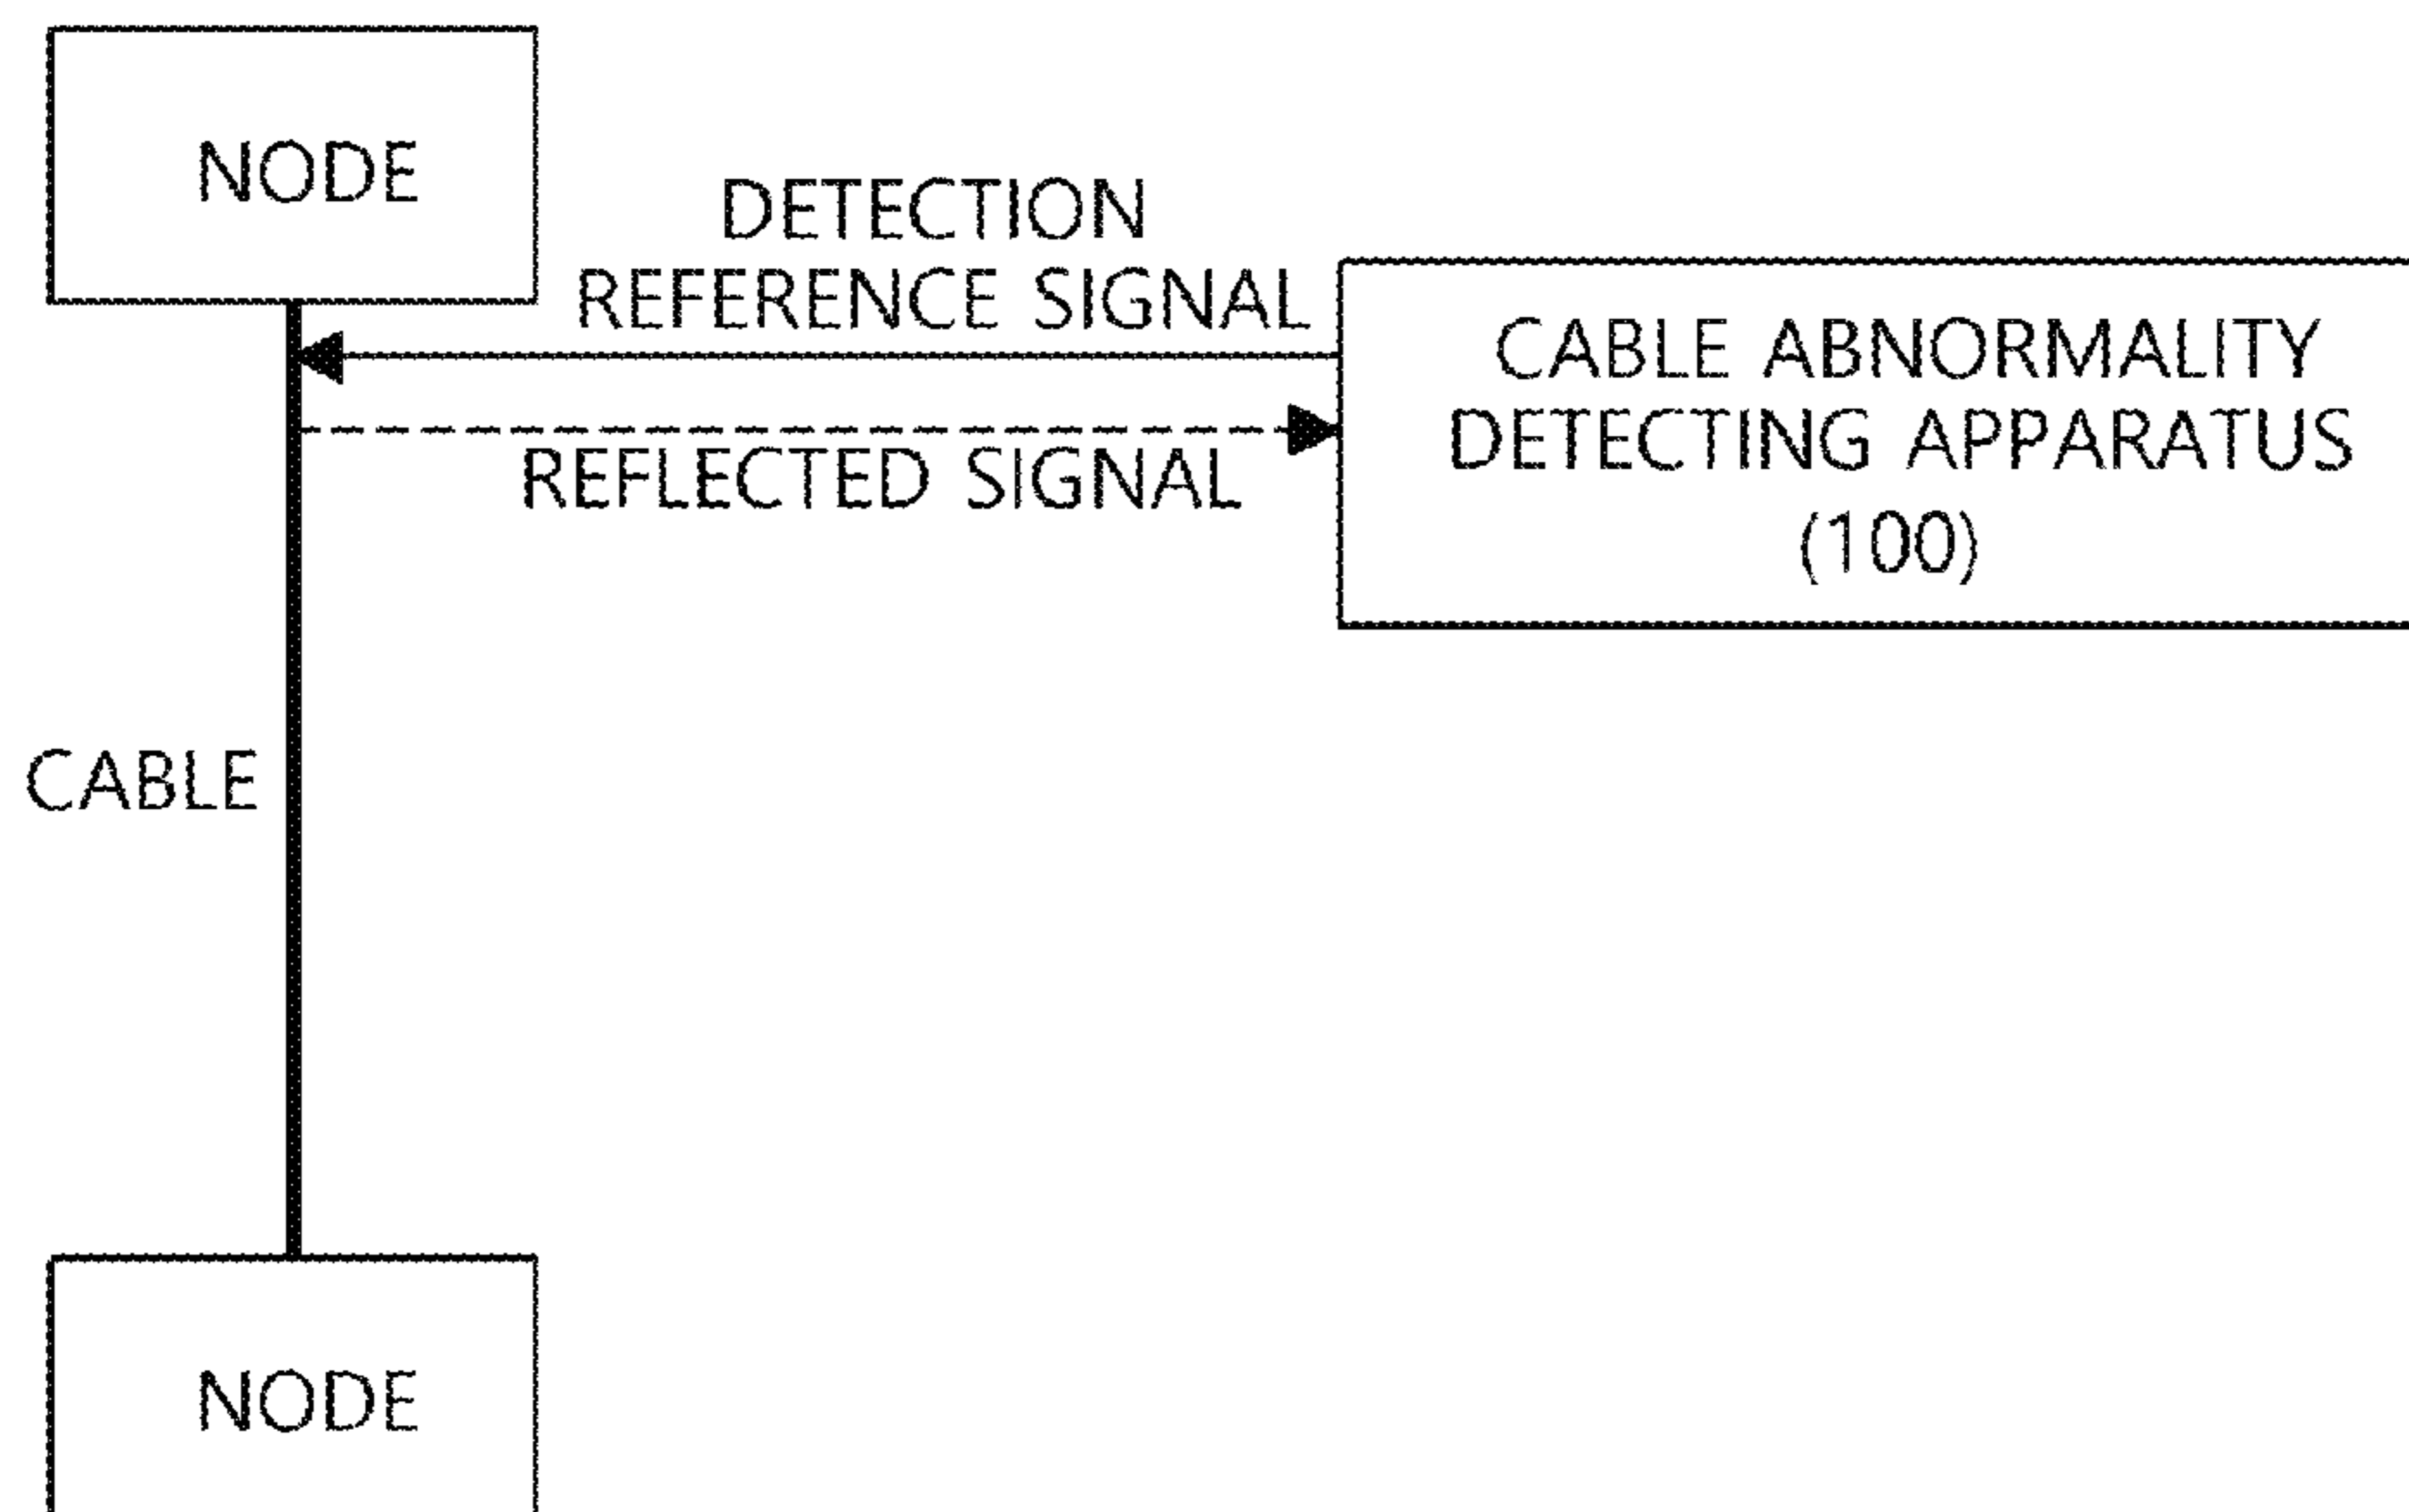 NODE
DETECTION
REFERENCE SIGNAL
CABLE ABNORMALITY
DETECTING APPARATUS
(100)
REFLECTED SIGNAL
CABLE
NODE